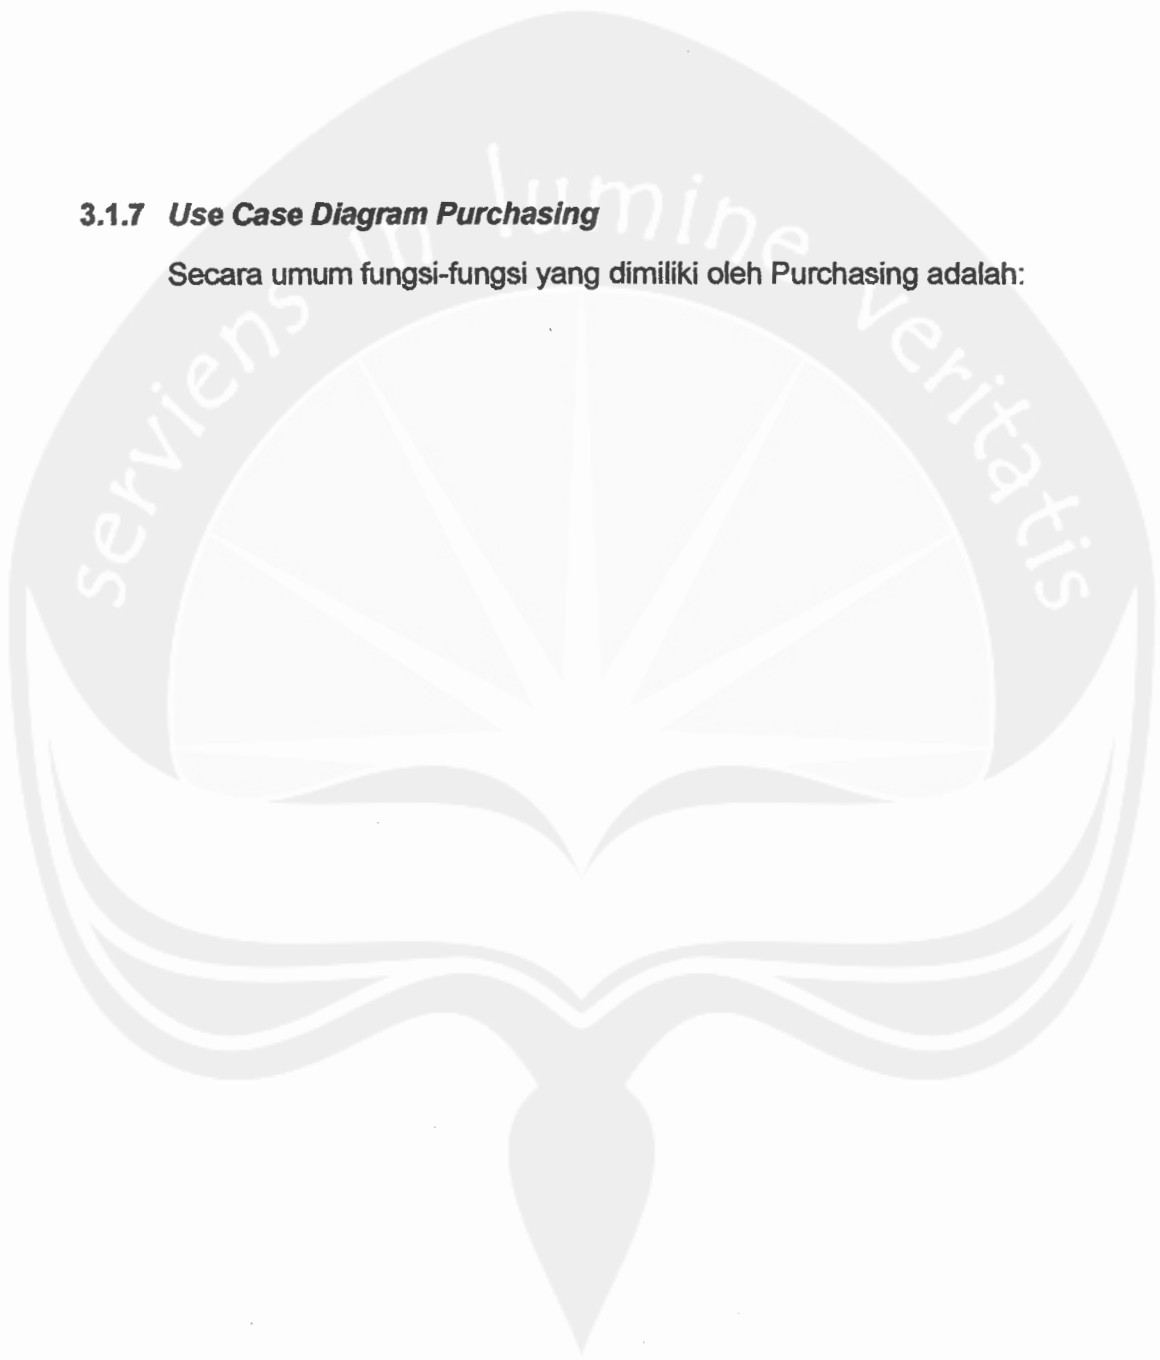 3.1.7 Use Case Diagram Purchasing
Secara umum fungsi-fungsi yang dimiliki oleh Purchasing adalah:
serviens in lumine veritatis